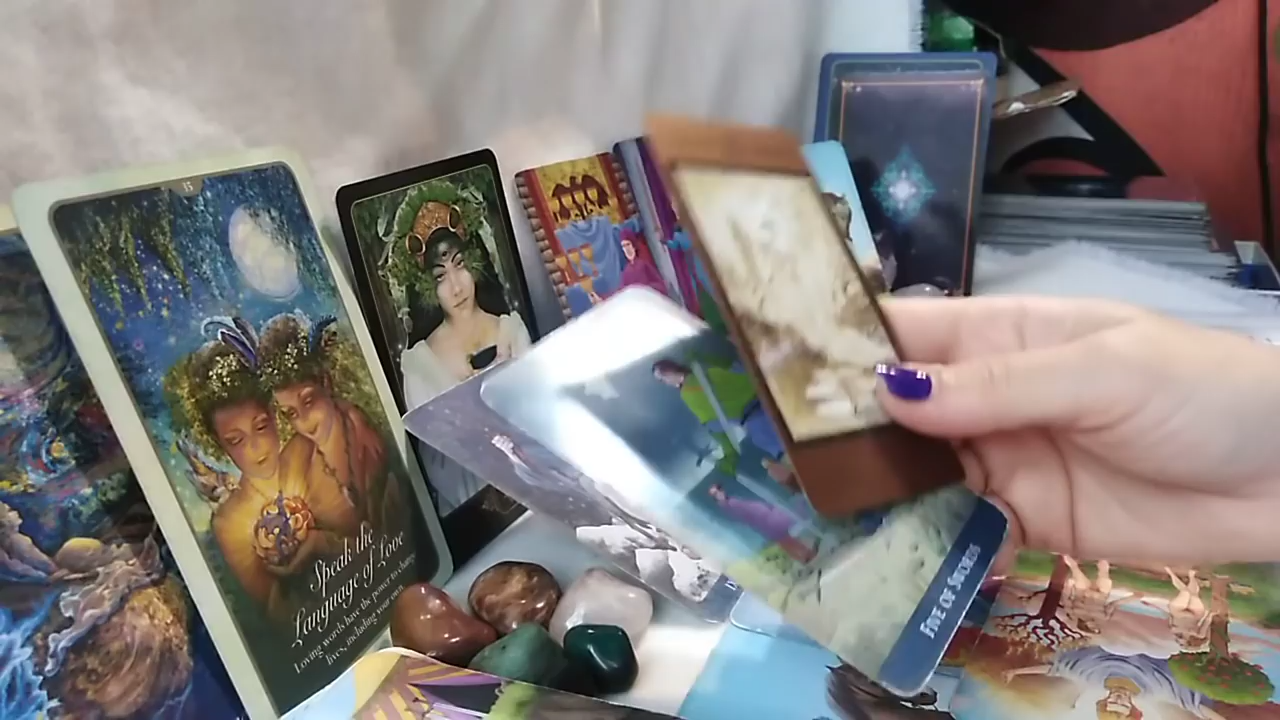 15
Speak the
Language of Love
Loving words have the power to change
lives, including your own.
FIVE OF SWORDS